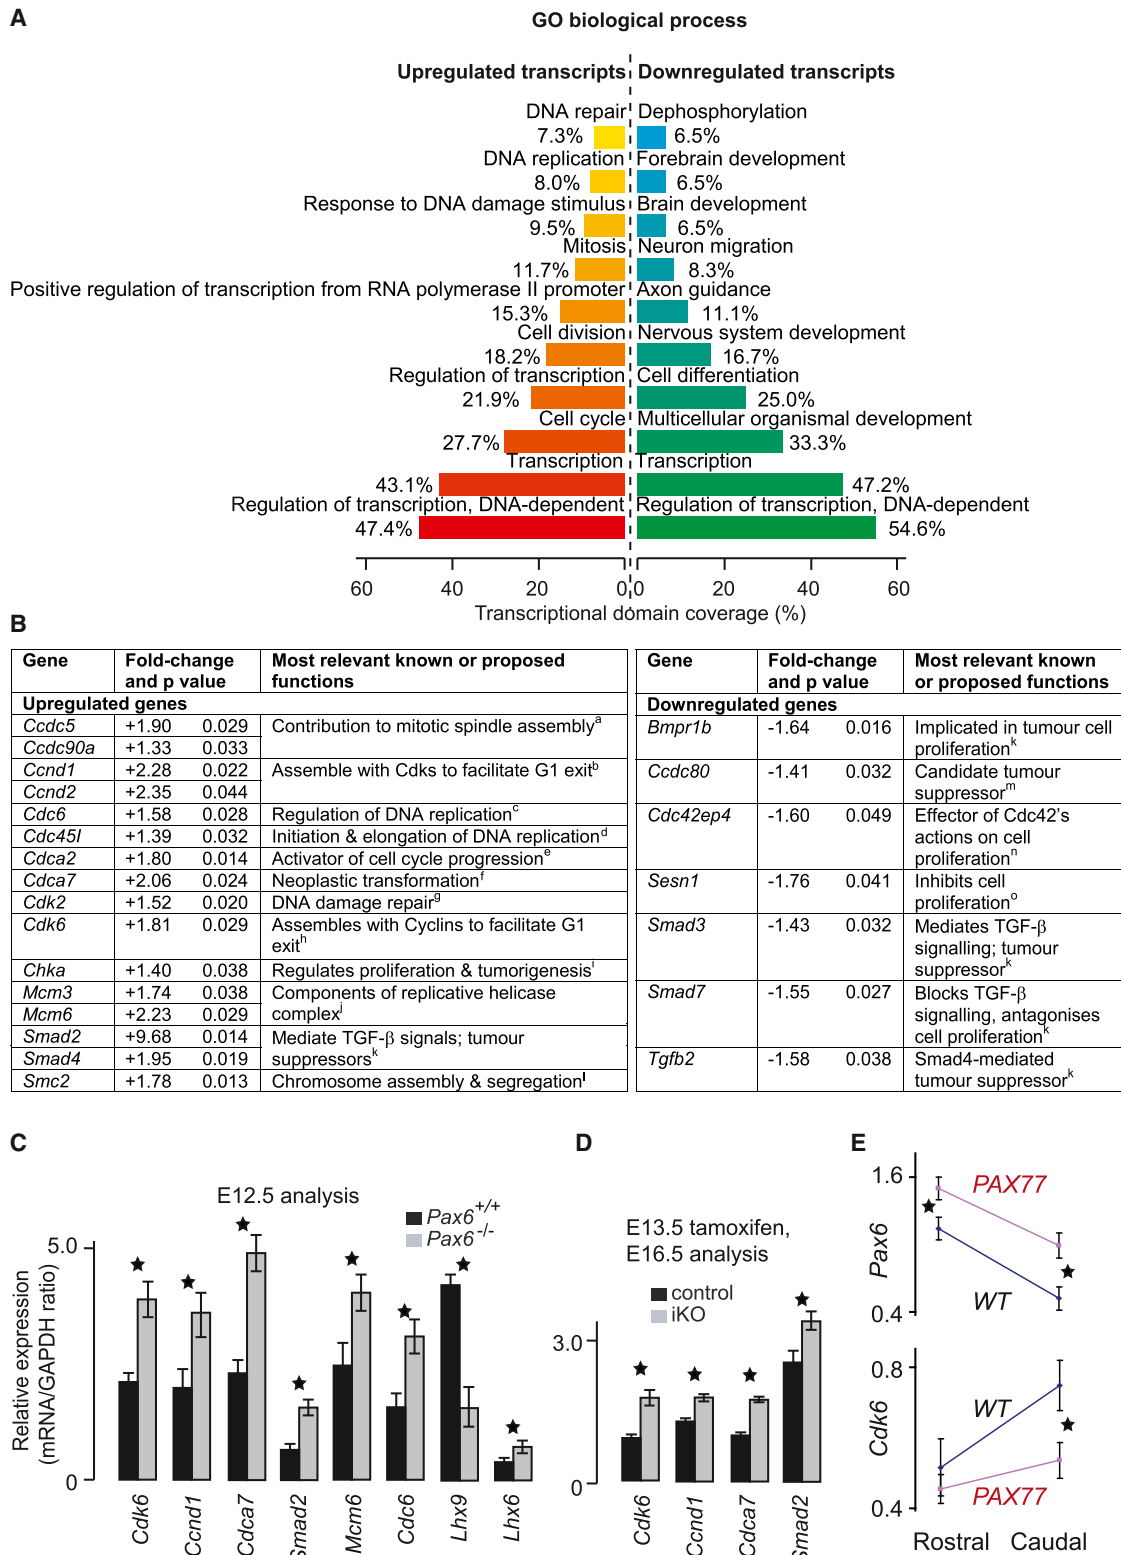 A
GO biological process
Upregulated transcripts
Downregulated transcripts
DNA repair
Dephosphorylation
7.3%
6.5%
DNA replication
Forebrain development
8.0%
6.5%
Response to DNA damage stimulus
Brain development
9.5%
6.5%
Mitosis
Neuron migration
11.7%
8.3%
Positive regulation of transcription from RNA polymerase II promoter
Axon guidance
15.3%
11.1%
Cell division
Nervous system development
18.2%
16.7%
Regulation of transcription
Cell differentiation
21.9%
25.0%
Cell cycle
Multicellular organismal development
27.7%
33.3%
Transcription
Transcription
43.1%
47.2%
Regulation of transcription, DNA-dependent
Regulation of transcription, DNA-dependent
47.4%
54.6%
60 40 20 0 0 20 40 60
Transcriptional domain coverage (%)
B
Gene Fold-change and p value Most relevant known or proposed functions
Upregulated genes
Ccdc5 +1.90 0.029 Contribution to mitotic spindle assembly^a
Ccdc90a +1.33 0.033
Ccnd1 +2.28 0.022 Assemble with Cdks to facilitate G1 exit^b
Ccnd2 +2.35 0.044
Cdc6 +1.58 0.028 Regulation of DNA replication^c
Cdc45l +1.39 0.032 Initiation & elongation of DNA replication^d
Cdca2 +1.80 0.014 Activator of cell cycle progression^e
Cdca7 +2.06 0.024 Neoplastic transformation^f
Cdk2 +1.52 0.020 DNA damage repair^g
Cdk6 +1.81 0.029 Assembles with Cyclins to facilitate G1
exit^h
Chka +1.40 0.038 Regulates proliferation & tumorigenesis^i
Mcm3 +1.74 0.038 Components of replicative helicase
Mcm6 +2.23 0.029 complex^j
Smad2 +9.68 0.014 Mediate TGF-β signals; tumour
Smad4 +1.95 0.019 suppressors^k
Smc2 +1.78 0.013 Chromosome assembly & segregation^l
Gene Fold-change and p value Most relevant known or proposed functions
Downregulated genes
Bmpr1b -1.64 0.016 Implicated in tumour cell
proliferation^k
Ccdc80 -1.41 0.032 Candidate tumour
suppressor^m
Cdc42ep4 -1.60 0.049 Effector of Cdc42's
actions on cell
proliferation^n
Sesn1 -1.76 0.041 Inhibits cell
proliferation^o
Smad3 -1.43 0.032 Mediates TGF-β
signalling; tumour
suppressor^k
Smad7 -1.55 0.027 Blocks TGF-β
signalling, antagonises
cell proliferation^k
Tgfb2 -1.58 0.038 Smad4-mediated
tumour suppressor^k
C
E12.5 analysis
Pax6+/+
Pax6-/-
Relative expression
(mRNA/GAPDH ratio)
5.0
0
Cdk6
Ccnd1
Cdca7
Smad2
Mcm6
Cdc6
Lhx9
Lhx6
D
E13.5 tamoxifen,
E16.5 analysis
control
iKO
3.0
0
Cdk6
Ccnd1
Cdca7
Smad2
E
1.6
PAX77
Pax6
WT
0.4
0.8
WT
Cdk6
PAX77
0.4
Rostral Caudal